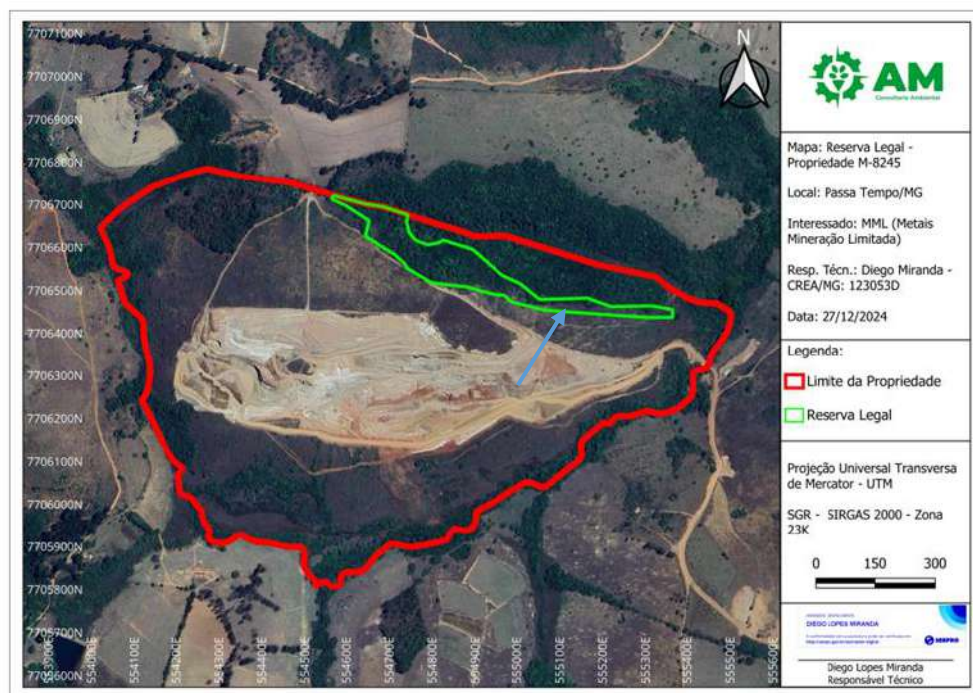 7707100N
7707000N
7706900N
7706800N
7706700N
7706600N
7706500N
7706400N
7706300N
7706200N
7706100N
7706000N
7705900N
7705800N
7705700N
7705600N
553900E
554000E
554100E
554200E
554300E
554400E
554500E
554600E
554700E
554800E
554900E
555000E
555100E
555200E
555300E
555400E
555500E
555600E
N
AM
Consultoria Ambiental
Mapa: Reserva Legal -
Propriedade M-8245
Local: Passa Tempo/MG
Interessado: MML (Metais
Mineração Limitada)
Resp. Técn.: Diego Miranda -
CREA/MG: 123053D
Data: 27/12/2024
Legenda:
Limite da Propriedade
Reserva Legal
Projeção Universal Transversa
de Mercator - UTM
SGR - SIRGAS 2000 - Zona
23K
0 150 300
DIEGO LOPES MIRANDA
SERPRO
Diego Lopes Miranda
Responsável Técnico